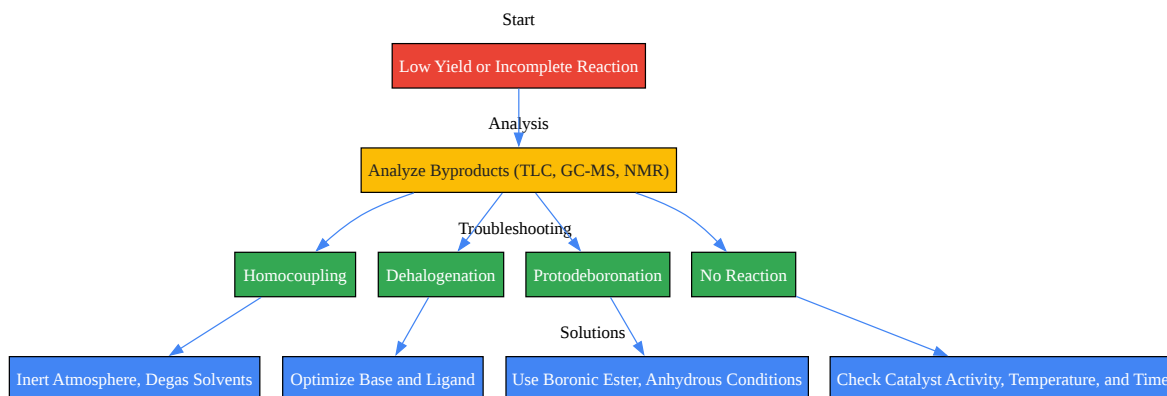 Start
Low Yield or Incomplete Reaction
Analysis
Analyze Byproducts (TLC, GC-MS, NMR)
Troubleshooting
Homocoupling
Dehalogenation
Protodeboronation
No Reaction
Solutions
Inert Atmosphere, Degas Solvents
Optimize Base and Ligand
Use Boronic Ester, Anhydrous Conditions
Check Catalyst Activity, Temperature, and Time